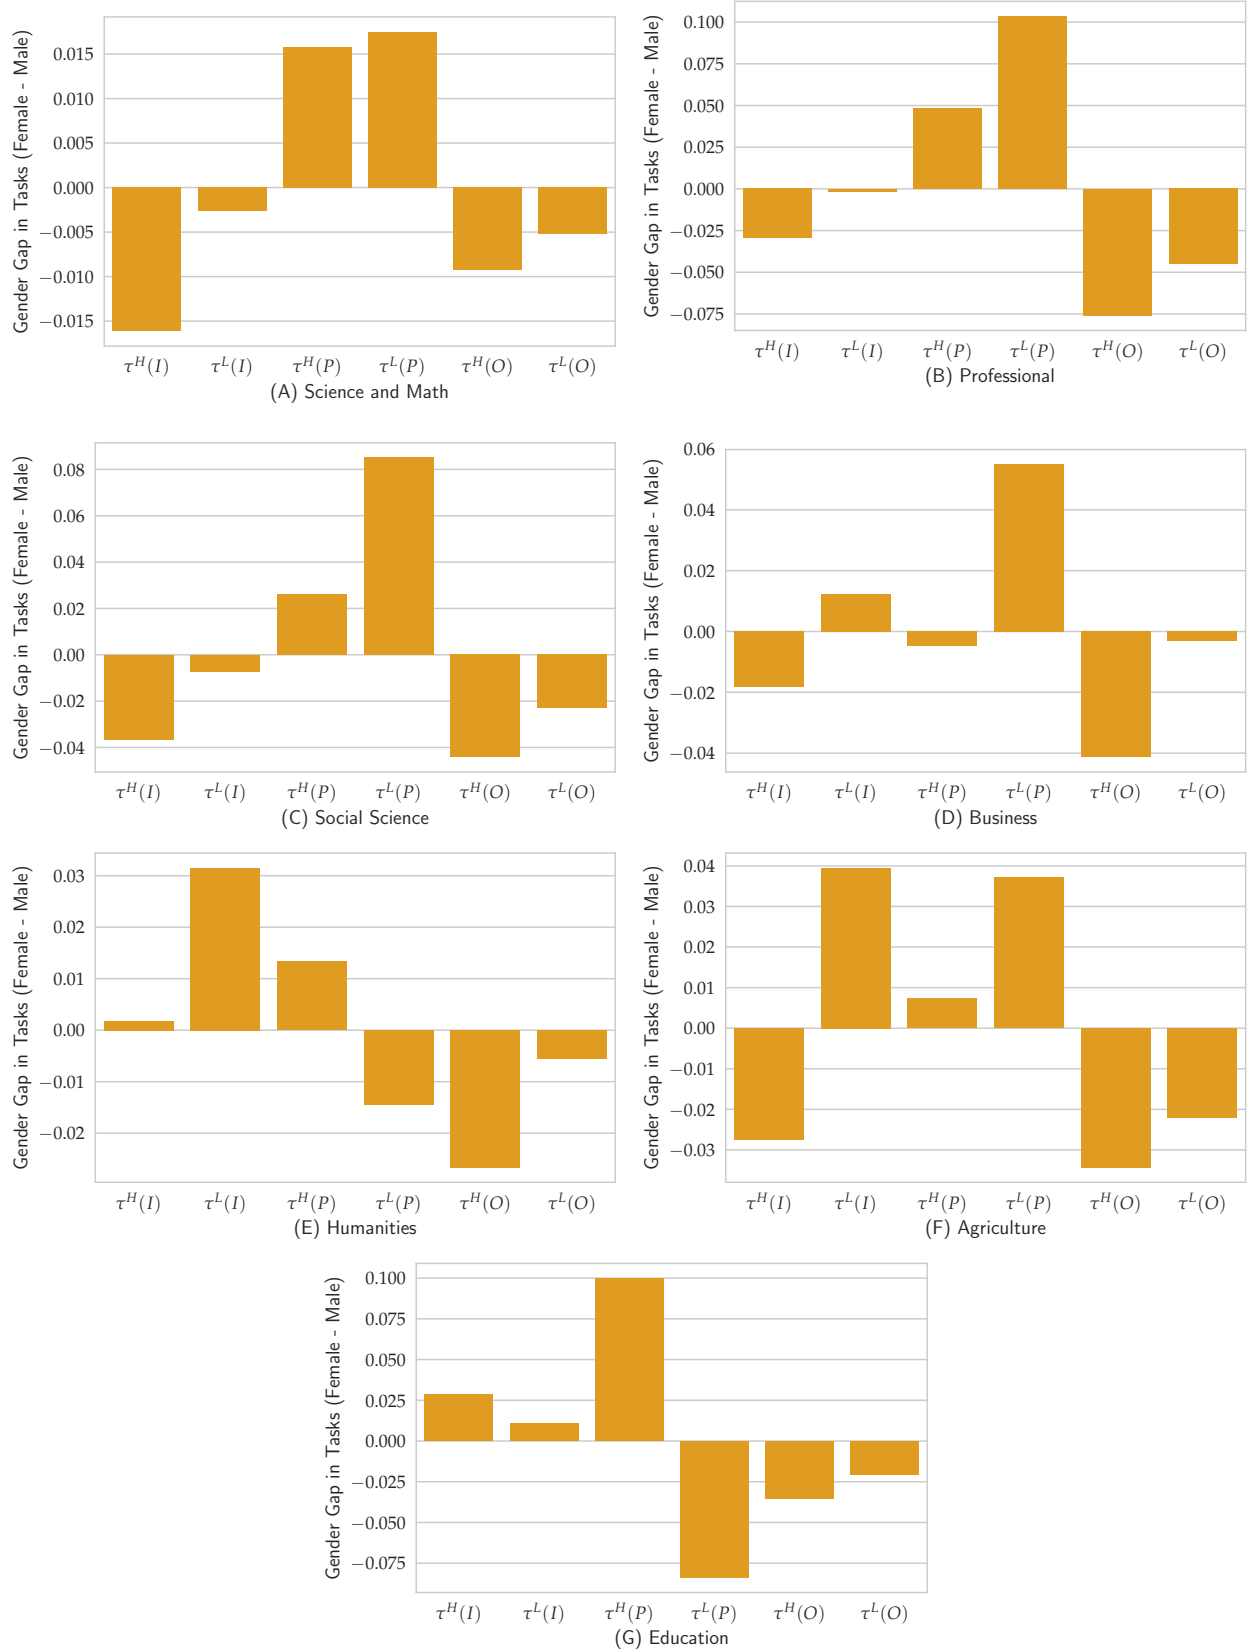 Gender Gap in Tasks (Female - Male)
0.015
0.010
0.005
0.000
−0.005
−0.010
−0.015
τ^H(I) τ^L(I) τ^H(P) τ^L(P) τ^H(O) τ^L(O)
(A) Science and Math
Gender Gap in Tasks (Female - Male)
0.100
0.075
0.050
0.025
0.000
−0.025
−0.050
−0.075
τ^H(I) τ^L(I) τ^H(P) τ^L(P) τ^H(O) τ^L(O)
(B) Professional
Gender Gap in Tasks (Female - Male)
0.08
0.06
0.04
0.02
0.00
−0.02
−0.04
τ^H(I) τ^L(I) τ^H(P) τ^L(P) τ^H(O) τ^L(O)
(C) Social Science
Gender Gap in Tasks (Female - Male)
0.06
0.04
0.02
0.00
−0.02
−0.04
τ^H(I) τ^L(I) τ^H(P) τ^L(P) τ^H(O) τ^L(O)
(D) Business
Gender Gap in Tasks (Female - Male)
0.03
0.02
0.01
0.00
−0.01
−0.02
τ^H(I) τ^L(I) τ^H(P) τ^L(P) τ^H(O) τ^L(O)
(E) Humanities
Gender Gap in Tasks (Female - Male)
0.04
0.03
0.02
0.01
0.00
−0.01
−0.02
−0.03
τ^H(I) τ^L(I) τ^H(P) τ^L(P) τ^H(O) τ^L(O)
(F) Agriculture
Gender Gap in Tasks (Female - Male)
0.100
0.075
0.050
0.025
0.000
−0.025
−0.050
−0.075
τ^H(I) τ^L(I) τ^H(P) τ^L(P) τ^H(O) τ^L(O)
(G) Education